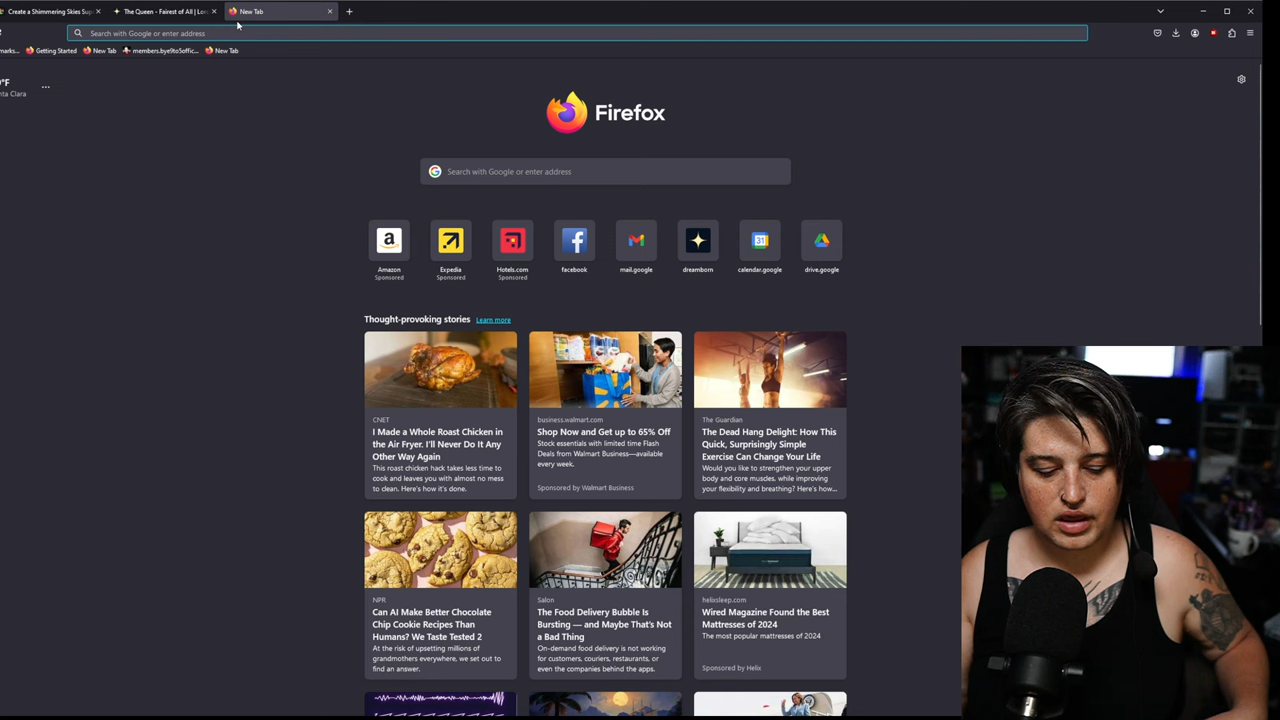 Create a Shimmering Skies Sup
The Queen - Fairest of All | Lor
New Tab
Search with Google or enter address
marks...
Getting Started
New Tab
members.bye9to5offic...
New Tab
°F
nta Clara
Firefox
Search with Google or enter address
31
Amazon
Sponsored
Expedia
Sponsored
Hotels.com
Sponsored
facebook
mail.google
dreamborn
calendar.google
drive.google
Thought-provoking stories
Learn more
CNET
I Made a Whole Roast Chicken in
the Air Fryer. I'll Never Do It Any
Other Way Again
This roast chicken hack takes less time to
cook and leaves you with almost no mess
to clean. Here's how it's done.
business.walmart.com
Shop Now and Get up to 65% Off
Stock essentials with limited time Flash
Deals from Walmart Business—available
every week.
Sponsored by Walmart Business
The Guardian
The Dead Hang Delight: How This
Quick, Surprisingly Simple
Exercise Can Change Your Life
Would you like to strengthen your upper
body and core muscles, while improving
your flexibility and breathing? Here's how...
NPR
Can AI Make Better Chocolate
Chip Cookie Recipes Than
Humans? We Taste Tested 2
At the risk of upsetting millions of
grandmothers everywhere, we set out to
find an answer.
Salon
The Food Delivery Bubble Is
Bursting — and Maybe That's Not
a Bad Thing
On-demand food delivery is not working
for customers, couriers, restaurants, or
even the companies behind the apps.
helixsleep.com
Wired Magazine Found the Best
Mattresses of 2024
The most popular mattresses of 2024
Sponsored by Helix